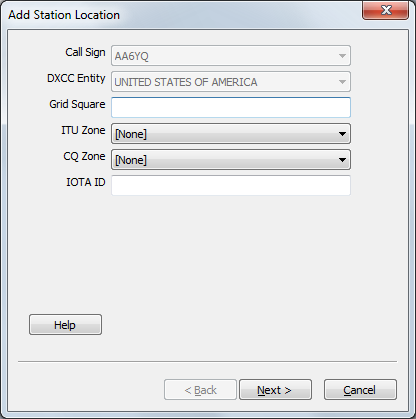 Add Station Location
Call Sign AA6YQ
DXCC Entity UNITED STATES OF AMERICA
Grid Square
ITU Zone [None]
CQ Zone [None]
IOTA ID
Help
< Back Next > Cancel